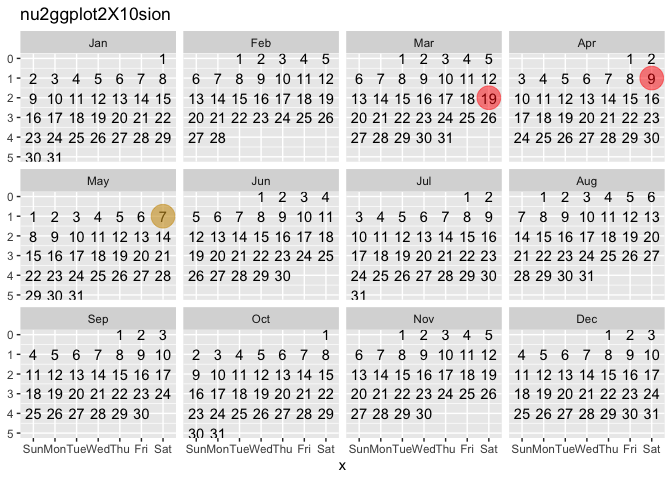 nu2ggplot2X10sion
Jan Feb Mar Apr
0 1 1 2 3 4 5 1 2 3 4 5 1 2
1 2 3 4 5 6 7 8 6 7 8 9 10 11 12 6 7 8 9 10 11 12 3 4 5 6 7 8 9
2 9 10 11 12 13 14 15 13 14 15 16 17 18 19 13 14 15 16 17 18 19 10 11 12 13 14 15 16
3 16 17 18 19 20 21 22 20 21 22 23 24 25 26 20 21 22 23 24 25 26 17 18 19 20 21 22 23
4 23 24 25 26 27 28 29 27 28 27 28 29 30 31 24 25 26 27 28 29 30
5 30 31
May Jun Jul Aug
0 1 2 3 4 1 2 1 2 3 4 5 6
1 1 2 3 4 5 6 7 5 6 7 8 9 10 11 3 4 5 6 7 8 9 7 8 9 10 11 12 13
2 8 9 10 11 12 13 14 12 13 14 15 16 17 18 10 11 12 13 14 15 16 14 15 16 17 18 19 20
3 15 16 17 18 19 20 21 19 20 21 22 23 24 25 17 18 19 20 21 22 23 21 22 23 24 25 26 27
4 22 23 24 25 26 27 28 26 27 28 29 30 24 25 26 27 28 29 30 28 29 30 31
5 29 30 31 31
Sep Oct Nov Dec
0 1 2 3 1 1 2 3 4 5 1 2 3
1 4 5 6 7 8 9 10 2 3 4 5 6 7 8 6 7 8 9 10 11 12 4 5 6 7 8 9 10
2 11 12 13 14 15 16 17 9 10 11 12 13 14 15 13 14 15 16 17 18 19 11 12 13 14 15 16 17
3 18 19 20 21 22 23 24 16 17 18 19 20 21 22 20 21 22 23 24 25 26 18 19 20 21 22 23 24
4 25 26 27 28 29 30 23 24 25 26 27 28 29 27 28 29 30 25 26 27 28 29 30 31
5 30 31
Sun Mon Tue Wed Thu Fri Sat Sun Mon Tue Wed Thu Fri Sat Sun Mon Tue Wed Thu Fri Sat Sun Mon Tue Wed Thu Fri Sat
x